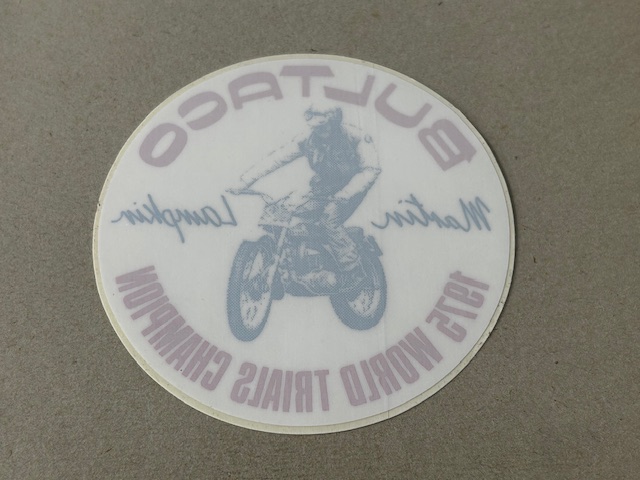 BULTACO
Martin Lampkin
1975 WORLD TRIALS CHAMPION